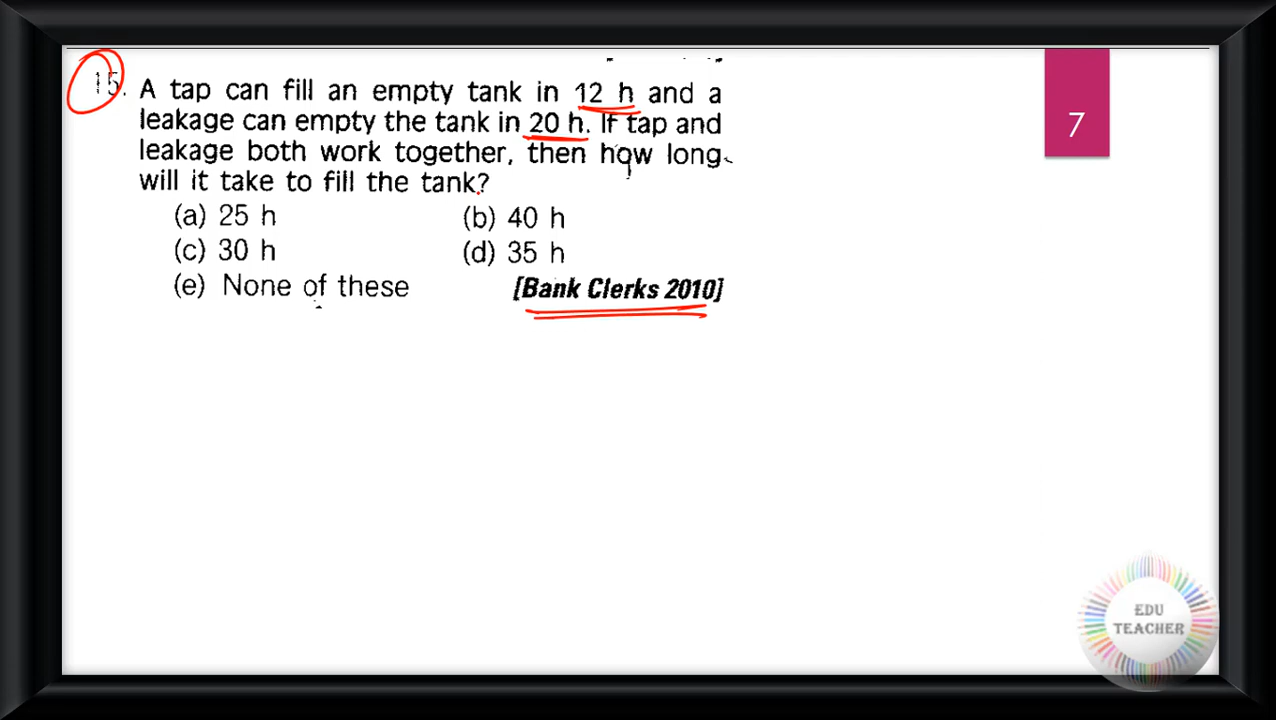 15. A tap can fill an empty tank in 12 h and a
leakage can empty the tank in 20 h. If tap and
leakage both work together, then how long
will it take to fill the tank?
(a) 25 h (b) 40 h
(c) 30 h (d) 35 h
(e) None of these [Bank Clerks 2010]
7
EDU
TEACHER